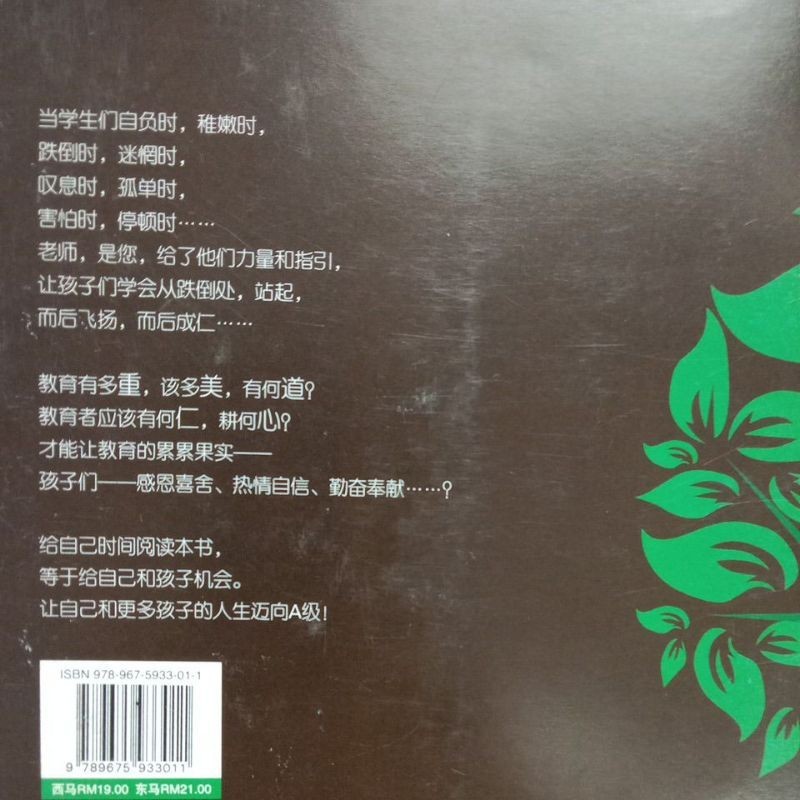 当学生们自负时，稚嫩时，
跌倒时，迷惘时，
叹息时，孤单时，
害怕时，停顿时……
老师，是您，给了他们力量和指引，
让孩子们学会从跌倒处，站起，
而后飞扬，而后成仁……
教育有多重，该多美，有何道？
教育者应该有何仁，耕何心？
才能让教育的累累果实——
孩子们——感恩喜舍、热情自信、勤奋奉献……？
给自己时间阅读本书，
等于给自己和孩子机会。
让自己和更多孩子的人生迈向A级！
ISBN 978-967-5933-01-1
9 789675 933011
西马RM19.00 东马RM21.00